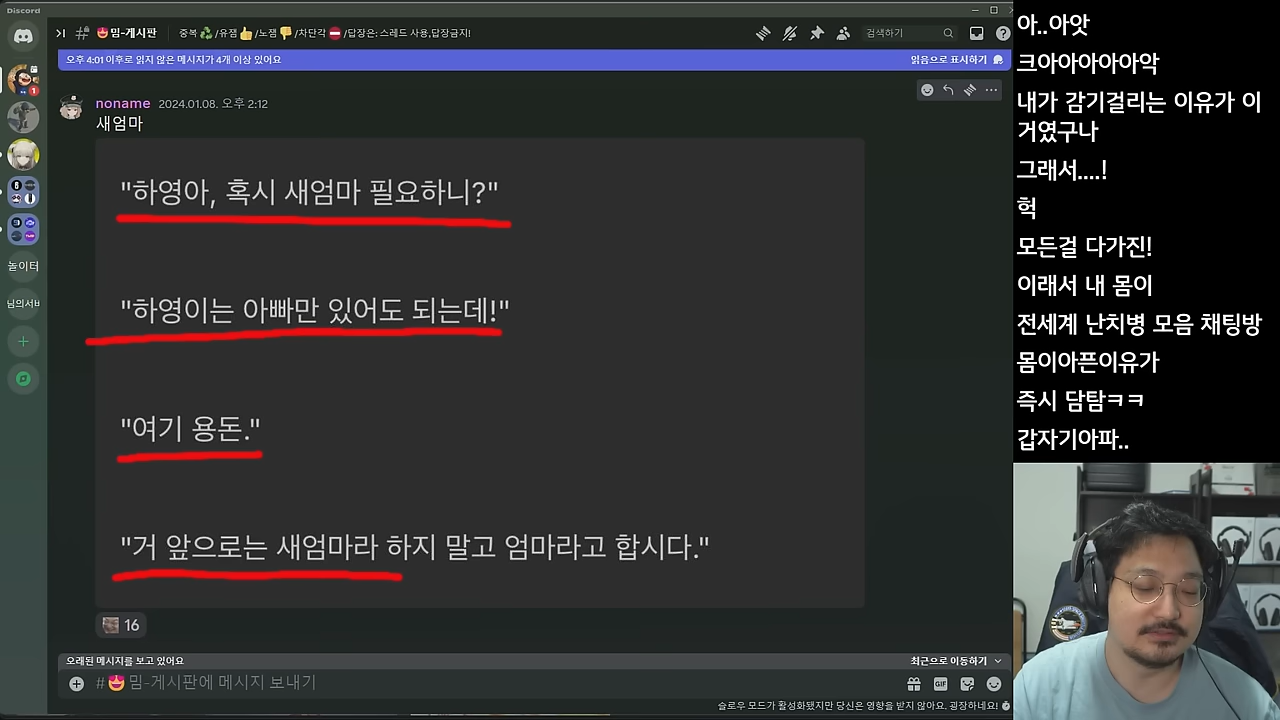 Discord
밈-게시판
중복 /유잼 /노잼 /차단각 /답장은: 스레드 사용,답장금지!
검색하기
오후 4:01 이후로 읽지 않은 메시지가 4개 이상 있어요
읽음으로 표시하기
noname 2024.01.08. 오후 2:12
새엄마
"하영아, 혹시 새엄마 필요하니?"
"하영이는 아빠만 있어도 되는데!"
"여기 용돈."
"거 앞으로는 새엄마라 하지 말고 엄마라고 합시다."
16
오래된 메시지를 보고 있어요
최근으로 이동하기
#밈-게시판에 메시지 보내기
GIF
슬로우 모드가 활성화됐지만 당신은 영향을 받지 않아요. 굉장하네요!
1
놀이터
님의서버
아..아앗
크아아아아아악
내가 감기걸리는 이유가 이
거였구나
그래서....!
헉
모든걸 다가진!
이래서 내 몸이
전세계 난치병 모음 채팅방
몸이아픈이유가
즉시 담탐ㅋㅋ
갑자기아파..